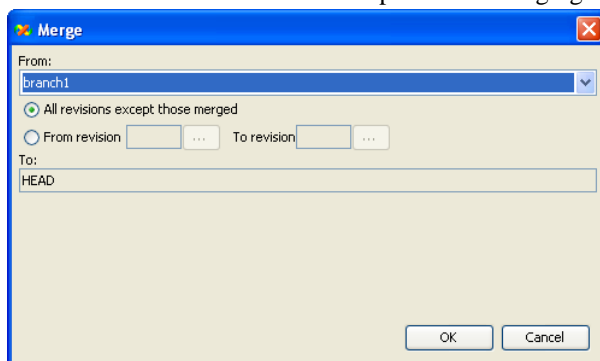 Merge
From:
branch1
All revisions except those merged
From revision ... To revision ...
To:
HEAD
OK Cancel